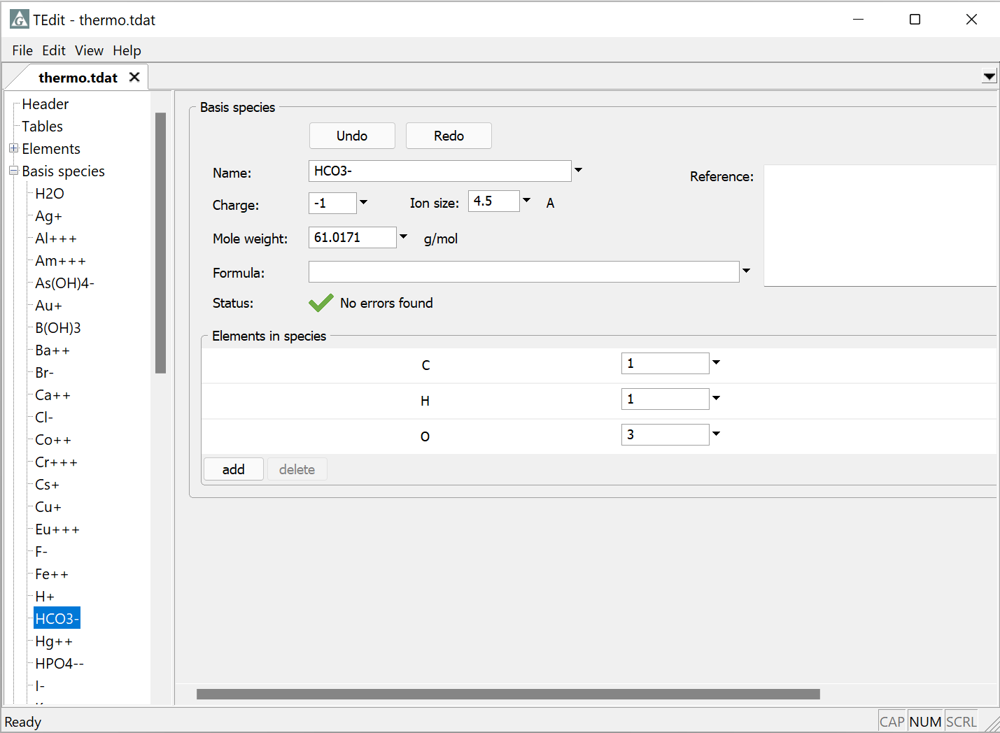 TEdit - thermo.tdat
File Edit View Help
thermo.tdat
Header
Tables
Elements
Basis species
H2O
Ag+
Al+++
Am+++
As(OH)4-
Au+
B(OH)3
Ba++
Br-
Ca++
Cl-
Co++
Cr+++
Cs+
Cu+
Eu+++
F-
Fe++
H+
HCO3-
Hg++
HPO4--
I-
Basis species
Undo Redo
Name: HCO3-
Reference:
Charge: -1 Ion size: 4.5 A
Mole weight: 61.0171 g/mol
Formula:
Status: No errors found
Elements in species
C 1
H 1
O 3
add delete
Ready CAP NUM SCRL